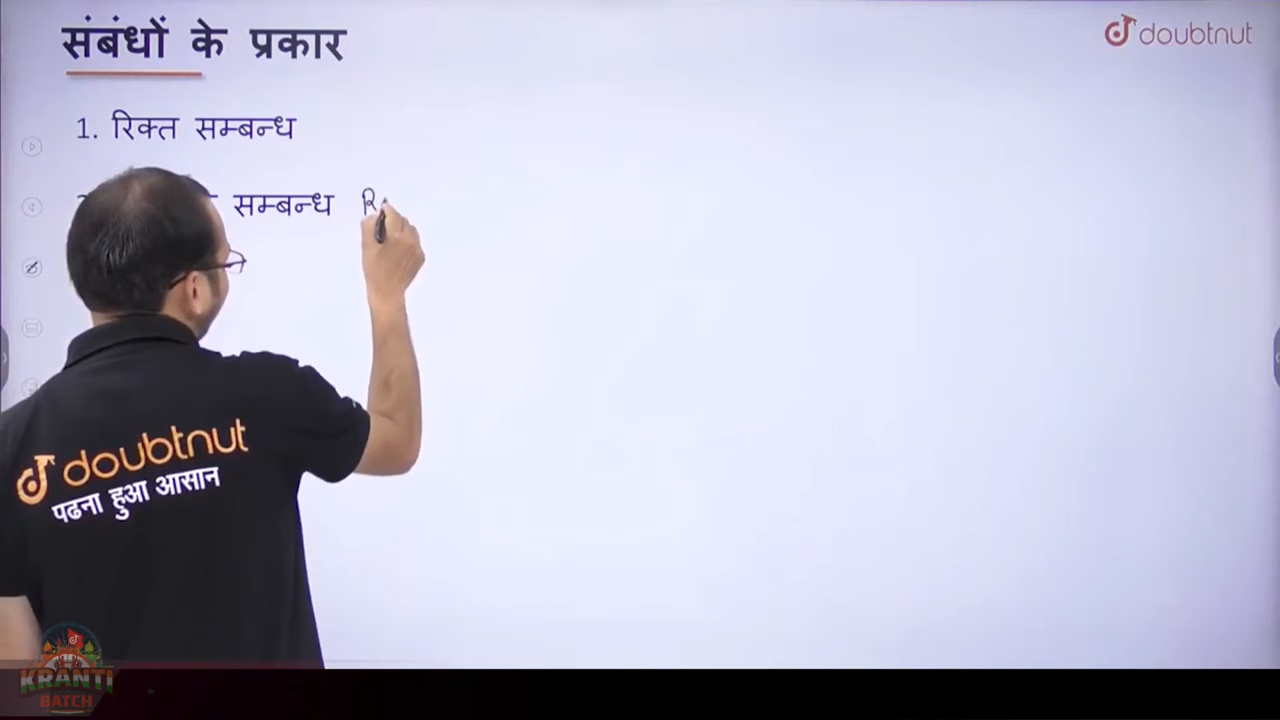 संबंधों के प्रकार
doubtnut
1. रिक्त सम्बन्ध
सम्बन्ध R
doubtnut
पढना हुआ आसान
KRANTI
BATCH